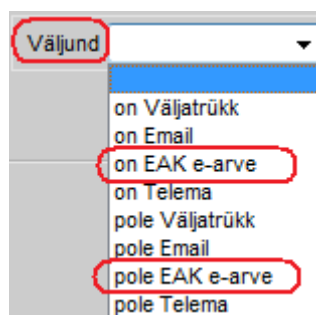 Väljund
on Väljatrükk
on Email
on EAK e-arve
on Telema
pole Väljatrükk
pole Email
pole EAK e-arve
pole Telema